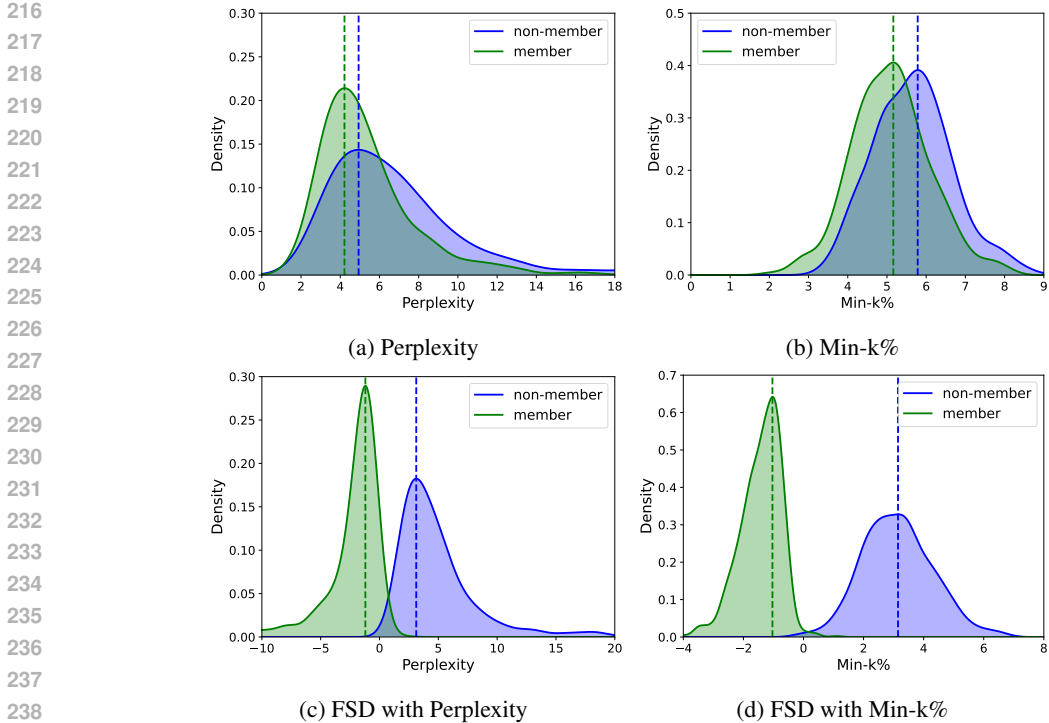 216
217
218
219
220
221
222
223
224
225
226
227
228
229
230
231
232
233
234
235
236
237
238
0.30
0.25
0.20
0.15
0.10
0.05
0.00
Density
non-member
member
0 2 4 6 8 10 12 14 16 18
Perplexity
(a) Perplexity
0.5
0.4
0.3
0.2
0.1
0.0
Density
non-member
member
0 1 2 3 4 5 6 7 8 9
Min-k%
(b) Min-k%
0.30
0.25
0.20
0.15
0.10
0.05
0.00
Density
non-member
member
−10 −5 0 5 10 15 20
Perplexity
(c) FSD with Perplexity
0.7
0.6
0.5
0.4
0.3
0.2
0.1
0.0
Density
non-member
member
−4 −2 0 2 4 6 8
Min-k%
(d) FSD with Min-k%